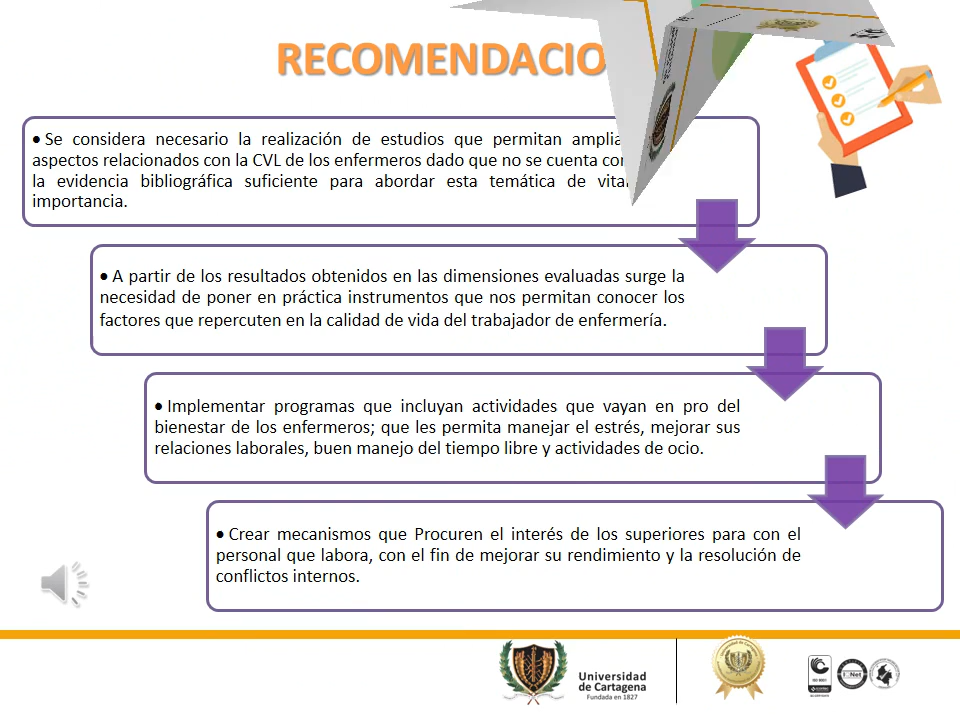 RECOMENDACIO
• Se considera necesario la realización de estudios que permitan amplia
aspectos relacionados con la CVL de los enfermeros dado que no se cuenta con
la evidencia bibliográfica suficiente para abordar esta temática de vita
importancia.
• A partir de los resultados obtenidos en las dimensiones evaluadas surge la
necesidad de poner en práctica instrumentos que nos permitan conocer los
factores que repercuten en la calidad de vida del trabajador de enfermería.
• Implementar programas que incluyan actividades que vayan en pro del
bienestar de los enfermeros; que les permita manejar el estrés, mejorar sus
relaciones laborales, buen manejo del tiempo libre y actividades de ocio.
• Crear mecanismos que Procuren el interés de los superiores para con el
personal que labora, con el fin de mejorar su rendimiento y la resolución de
conflictos internos.
Universidad
de Cartagena
Fundada en 1827